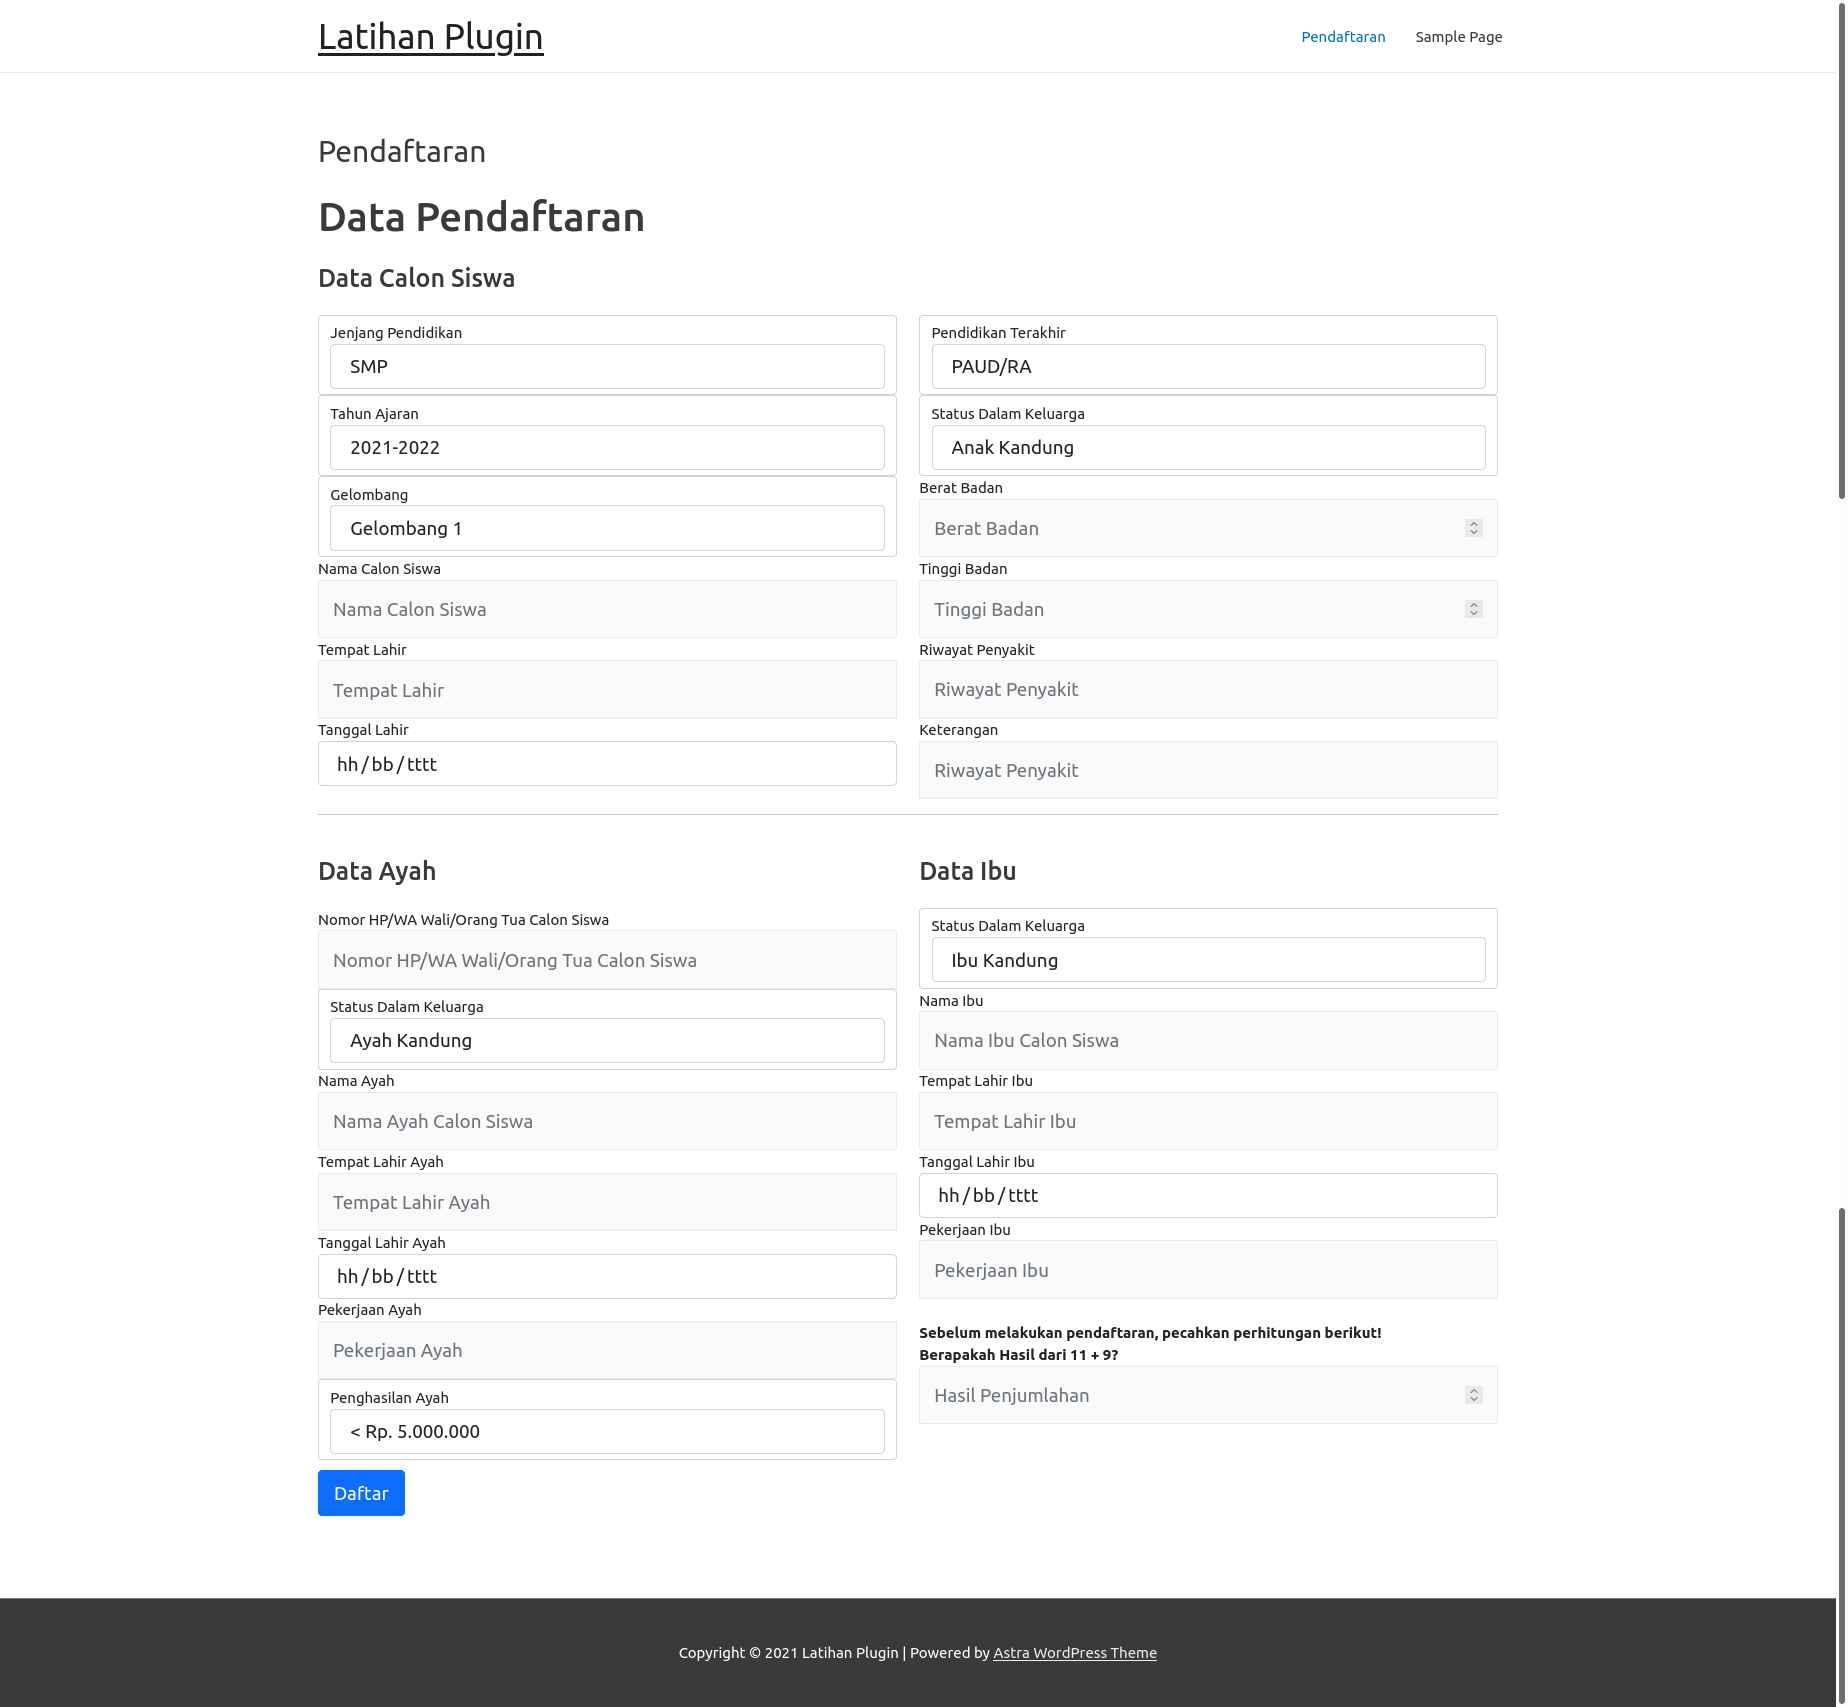 Latihan Plugin
Pendaftaran
Sample Page
Pendaftaran
Data Pendaftaran
Data Calon Siswa
Jenjang Pendidikan
SMP
Tahun Ajaran
2021-2022
Gelombang
Gelombang 1
Nama Calon Siswa
Nama Calon Siswa
Tempat Lahir
Tempat Lahir
Tanggal Lahir
hh/bb/tttt
Pendidikan Terakhir
PAUD/RA
Status Dalam Keluarga
Anak Kandung
Berat Badan
Berat Badan
Tinggi Badan
Tinggi Badan
Riwayat Penyakit
Riwayat Penyakit
Keterangan
Riwayat Penyakit
Data Ayah
Nomor HP/WA Wali/Orang Tua Calon Siswa
Nomor HP/WA Wali/Orang Tua Calon Siswa
Status Dalam Keluarga
Ayah Kandung
Nama Ayah
Nama Ayah Calon Siswa
Tempat Lahir Ayah
Tempat Lahir Ayah
Tanggal Lahir Ayah
hh/bb/tttt
Pekerjaan Ayah
Pekerjaan Ayah
Penghasilan Ayah
< Rp. 5.000.000
Data Ibu
Status Dalam Keluarga
Ibu Kandung
Nama Ibu
Nama Ibu Calon Siswa
Tempat Lahir Ibu
Tempat Lahir Ibu
Tanggal Lahir Ibu
hh/bb/tttt
Pekerjaan Ibu
Pekerjaan Ibu
Sebelum melakukan pendaftaran, pecahkan perhitungan berikut!
Berapakah Hasil dari 11 + 9?
Hasil Penjumlahan
Daftar
Copyright © 2021 Latihan Plugin | Powered by Astra WordPress Theme